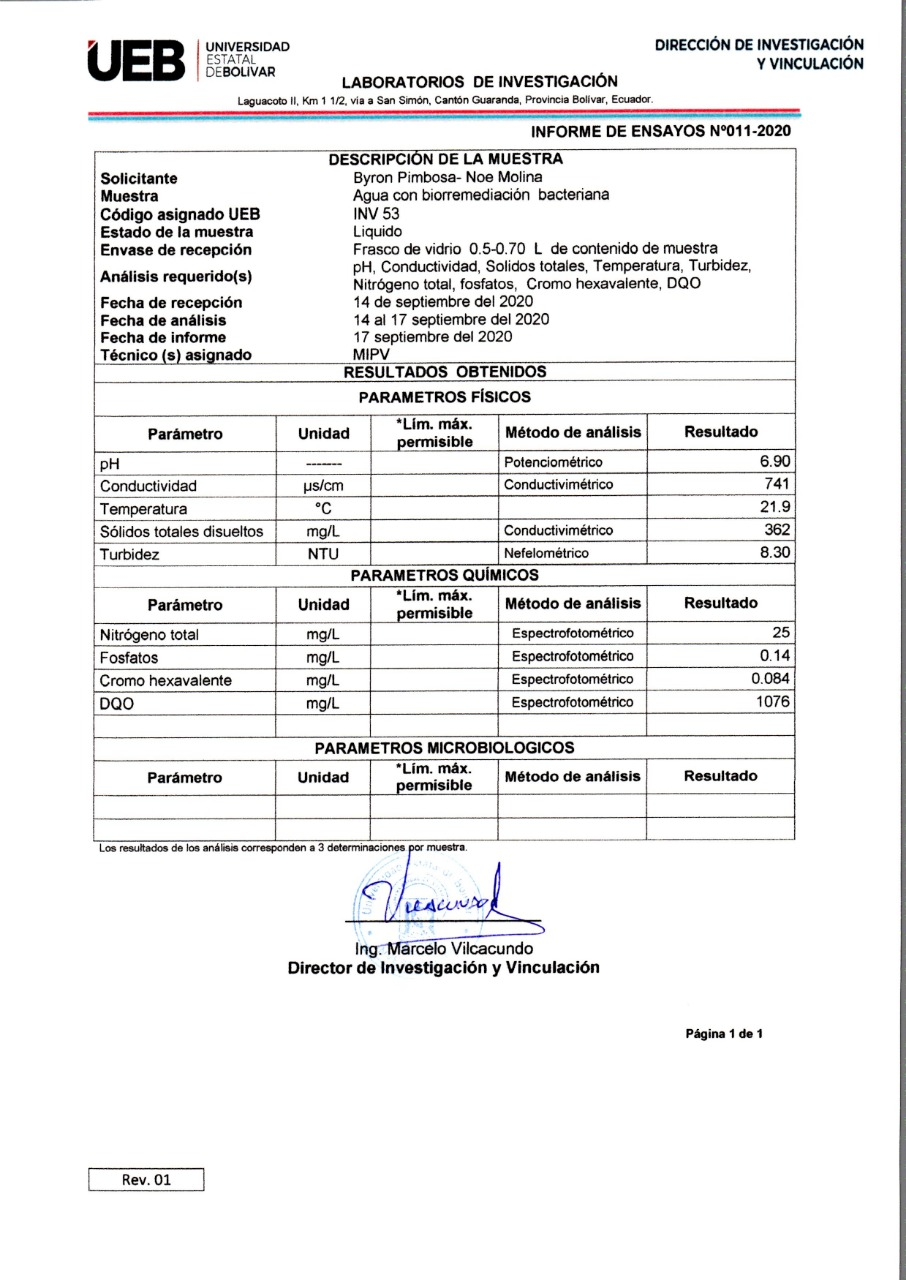 UEB UNIVERSIDAD
ESTATAL
DEBOLÍVAR
DIRECCIÓN DE INVESTIGACIÓN
Y VINCULACIÓN
LABORATORIOS DE INVESTIGACIÓN
Laguacoto II, Km 1 1/2, vía a San Simón, Cantón Guaranda, Provincia Bolívar, Ecuador.
INFORME DE ENSAYOS Nº011-2020
DESCRIPCIÓN DE LA MUESTRA
Solicitante Byron Pimbosa- Noe Molina
Muestra Agua con biorremediación bacteriana
Código asignado UEB INV 53
Estado de la muestra Liquido
Envase de recepción Frasco de vidrio 0.5-0.70 L de contenido de muestra
Análisis requerido(s) pH, Conductividad, Solidos totales, Temperatura, Turbidez,
Nitrógeno total, fosfatos, Cromo hexavalente, DQO
Fecha de recepción 14 de septiembre del 2020
Fecha de análisis 14 al 17 septiembre del 2020
Fecha de informe 17 septiembre del 2020
Técnico (s) asignado MIPV
RESULTADOS OBTENIDOS
PARAMETROS FÍSICOS
Parámetro Unidad *Lím. máx. permisible Método de análisis Resultado
pH ------- Potenciométrico 6.90
Conductividad µs/cm Conductivimétrico 741
Temperatura °C 21.9
Sólidos totales disueltos mg/L Conductivimétrico 362
Turbidez NTU Nefelométrico 8.30
PARAMETROS QUÍMICOS
Parámetro Unidad *Lím. máx. permisible Método de análisis Resultado
Nitrógeno total mg/L Espectrofotométrico 25
Fosfatos mg/L Espectrofotométrico 0.14
Cromo hexavalente mg/L Espectrofotométrico 0.084
DQO mg/L Espectrofotométrico 1076
PARAMETROS MICROBIOLOGICOS
Parámetro Unidad *Lím. máx. permisible Método de análisis Resultado
Los resultados de los análisis corresponden a 3 determinaciones por muestra.
Ing. Marcelo Vilcacundo
Director de Investigación y Vinculación
Página 1 de 1
Rev. 01